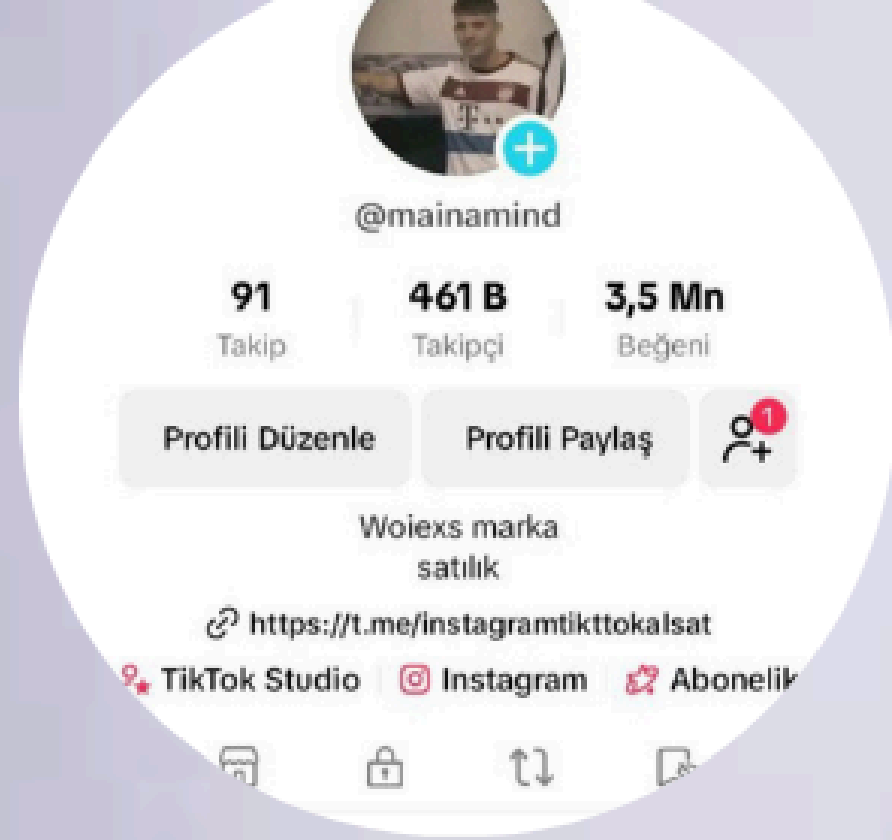 @mainamind
91 461 B 3,5 Mn
Takip Takipçi Beğeni
Profili Düzenle Profili Paylaş 1
Woiexs marka
satılık
https://t.me/instagramtikttokalsat
TikTok Studio Instagram Abonelik